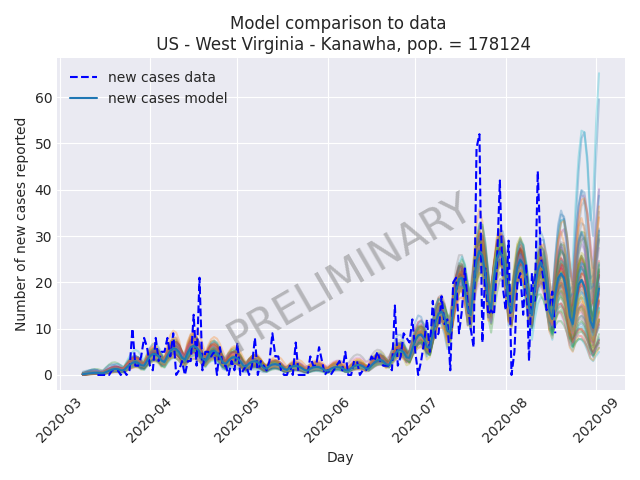 Model comparison to data
US - West Virginia - Kanawha, pop. = 178124
new cases data
new cases model
PRELIMINARY
Number of new cases reported
60
50
40
30
20
10
0
2020-03
2020-04
2020-05
2020-06
2020-07
2020-08
2020-09
Day